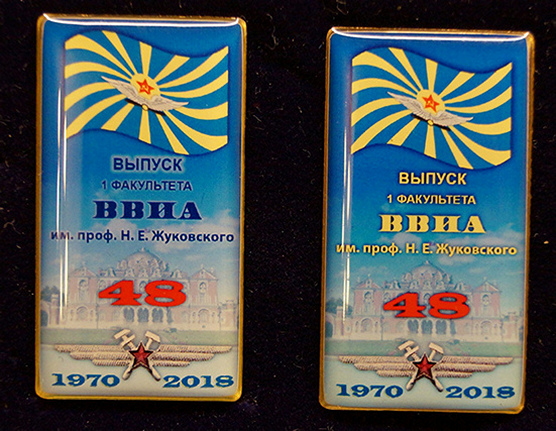 ВЫПУСК
1 ФАКУЛЬТЕТА
ВВИА
им. проф. Н. Е. Жуковского
48
1970 2018
ВЫПУСК
1 ФАКУЛЬТЕТА
ВВИА
им. проф. Н. Е. Жуковского
48
1970 2018